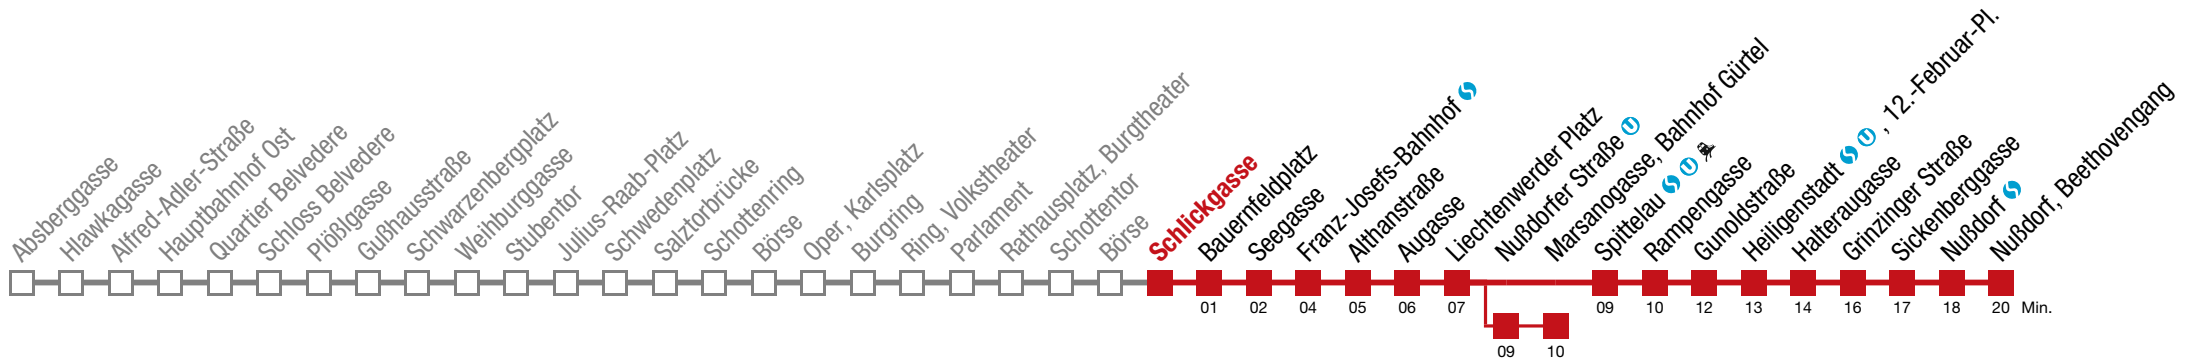 Absberggasse
Hlawkagasse
Alfred-Adler-Straße
Hauptbahnhof Ost
Quartier Belvedere
Schloss Belvedere
Plößlgasse
Gußhausstraße
Schwarzenbergplatz
Weihburggasse
Stubentor
Julius-Raab-Platz
Schwedenplatz
Salztorbrücke
Schottenring
Börse
Oper, Karlsplatz
Burgring
Ring, Volkstheater
Parlament
Rathausplatz, Burgtheater
Schottentor
Börse
Schlickgasse
Bauernfeldplatz
Seegasse
Franz-Josefs-Bahnhof S
Althanstraße
Augasse
Liechtenwerder Platz
Nußdorfer Straße U
Marsanogasse, Bahnhof Gürtel
Spittelau S U
Rampengasse
Gunoldstraße
Heiligenstadt S U , 12.-Februar-Pl.
Halteraugasse
Grinzinger Straße
Sickenberggasse
Nußdorf S
Nußdorf, Beethovengang
01 02 04 05 06 07 09 10 12 13 14 16 17 18 20 Min.
09 10